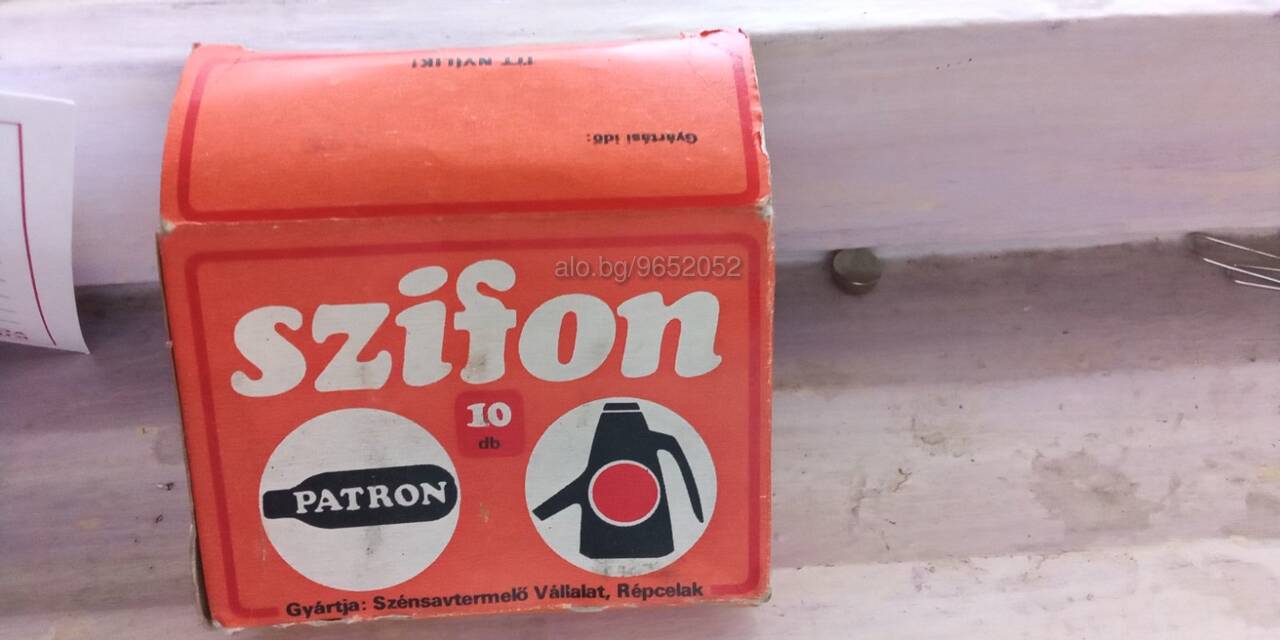 ITT NYÍLIK!
Gyártási idő:
alo.bg/9652052
szifon
10
db
PATRON
Gyártja: Szénsavtermelő Vállalat, Répcelak